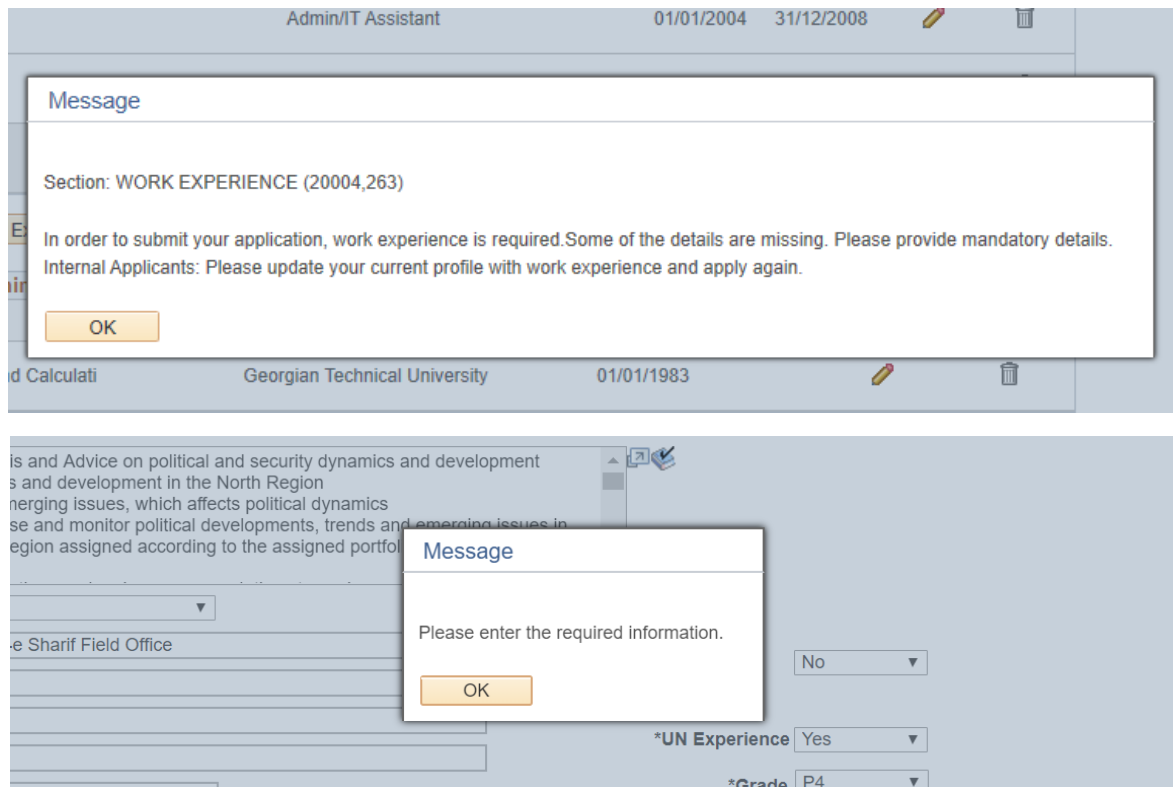 Admin/IT Assistant 01/01/2004 31/12/2008
Message
Section: WORK EXPERIENCE (20004,263)
In order to submit your application, work experience is required.Some of the details are missing. Please provide mandatory details.
Internal Applicants: Please update your current profile with work experience and apply again.
OK
d Calculati Georgian Technical University 01/01/1983
is and Advice on political and security dynamics and development
s and development in the North Region
nerging issues, which affects political dynamics
se and monitor political developments, trends and emerging issues in
egion assigned according to the assigned portfol
Message
Please enter the required information.
OK
-e Sharif Field Office
No
*UN Experience Yes
*Grade P4